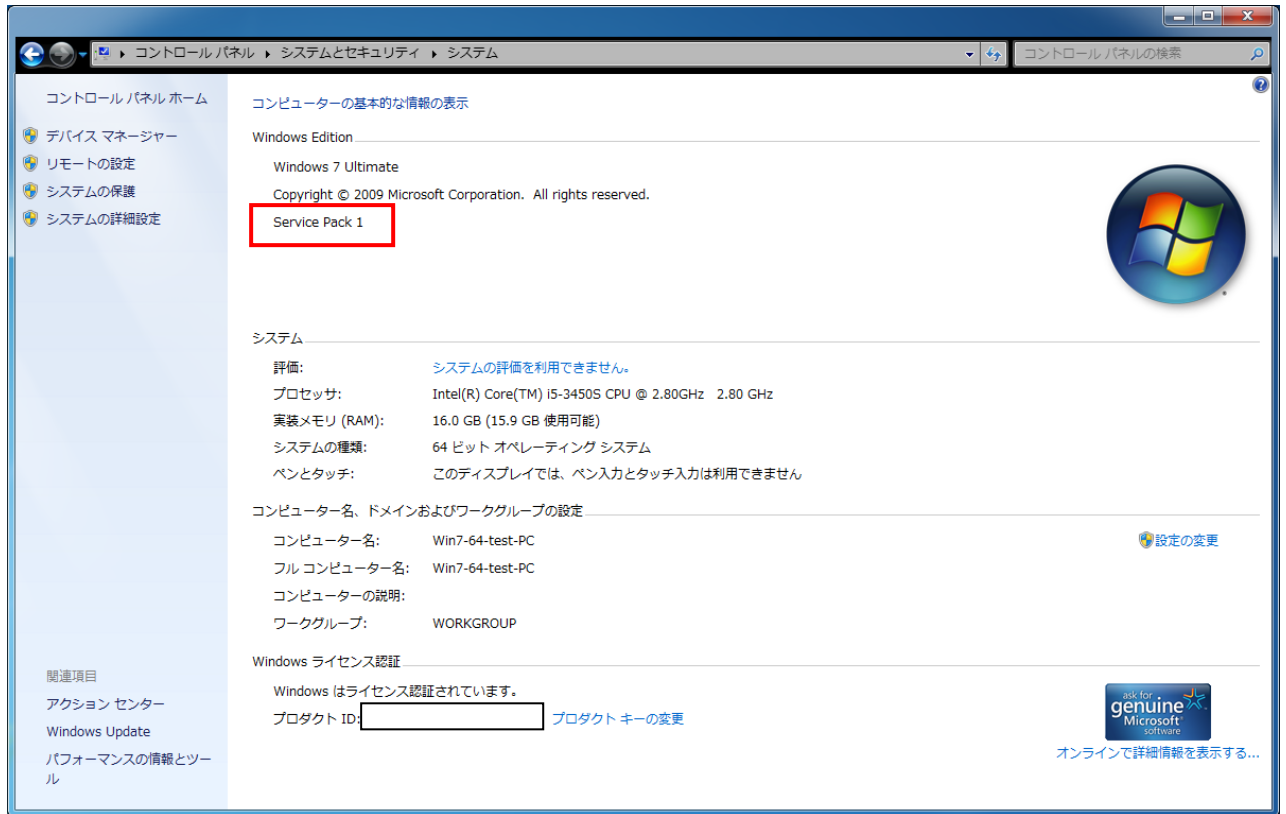 コントロール パネル ▸ システムとセキュリティ ▸ システム
コントロール パネルの検索
コントロール パネル ホーム
デバイス マネージャー
リモートの設定
システムの保護
システムの詳細設定
コンピューターの基本的な情報の表示
Windows Edition
Windows 7 Ultimate
Copyright © 2009 Microsoft Corporation. All rights reserved.
Service Pack 1
システム
評価: システムの評価を利用できません。
プロセッサ: Intel(R) Core(TM) i5-3450S CPU @ 2.80GHz 2.80 GHz
実装メモリ (RAM): 16.0 GB (15.9 GB 使用可能)
システムの種類: 64 ビット オペレーティング システム
ペンとタッチ: このディスプレイでは、ペン入力とタッチ入力は利用できません
コンピューター名、ドメインおよびワークグループの設定
コンピューター名: Win7-64-test-PC 設定の変更
フル コンピューター名: Win7-64-test-PC
コンピューターの説明:
ワークグループ: WORKGROUP
Windows ライセンス認証
Windows はライセンス認証されています。
プロダクト ID: プロダクト キーの変更
ask for
genuine
Microsoft
software
オンラインで詳細情報を表示する...
関連項目
アクション センター
Windows Update
パフォーマンスの情報とツー
ル